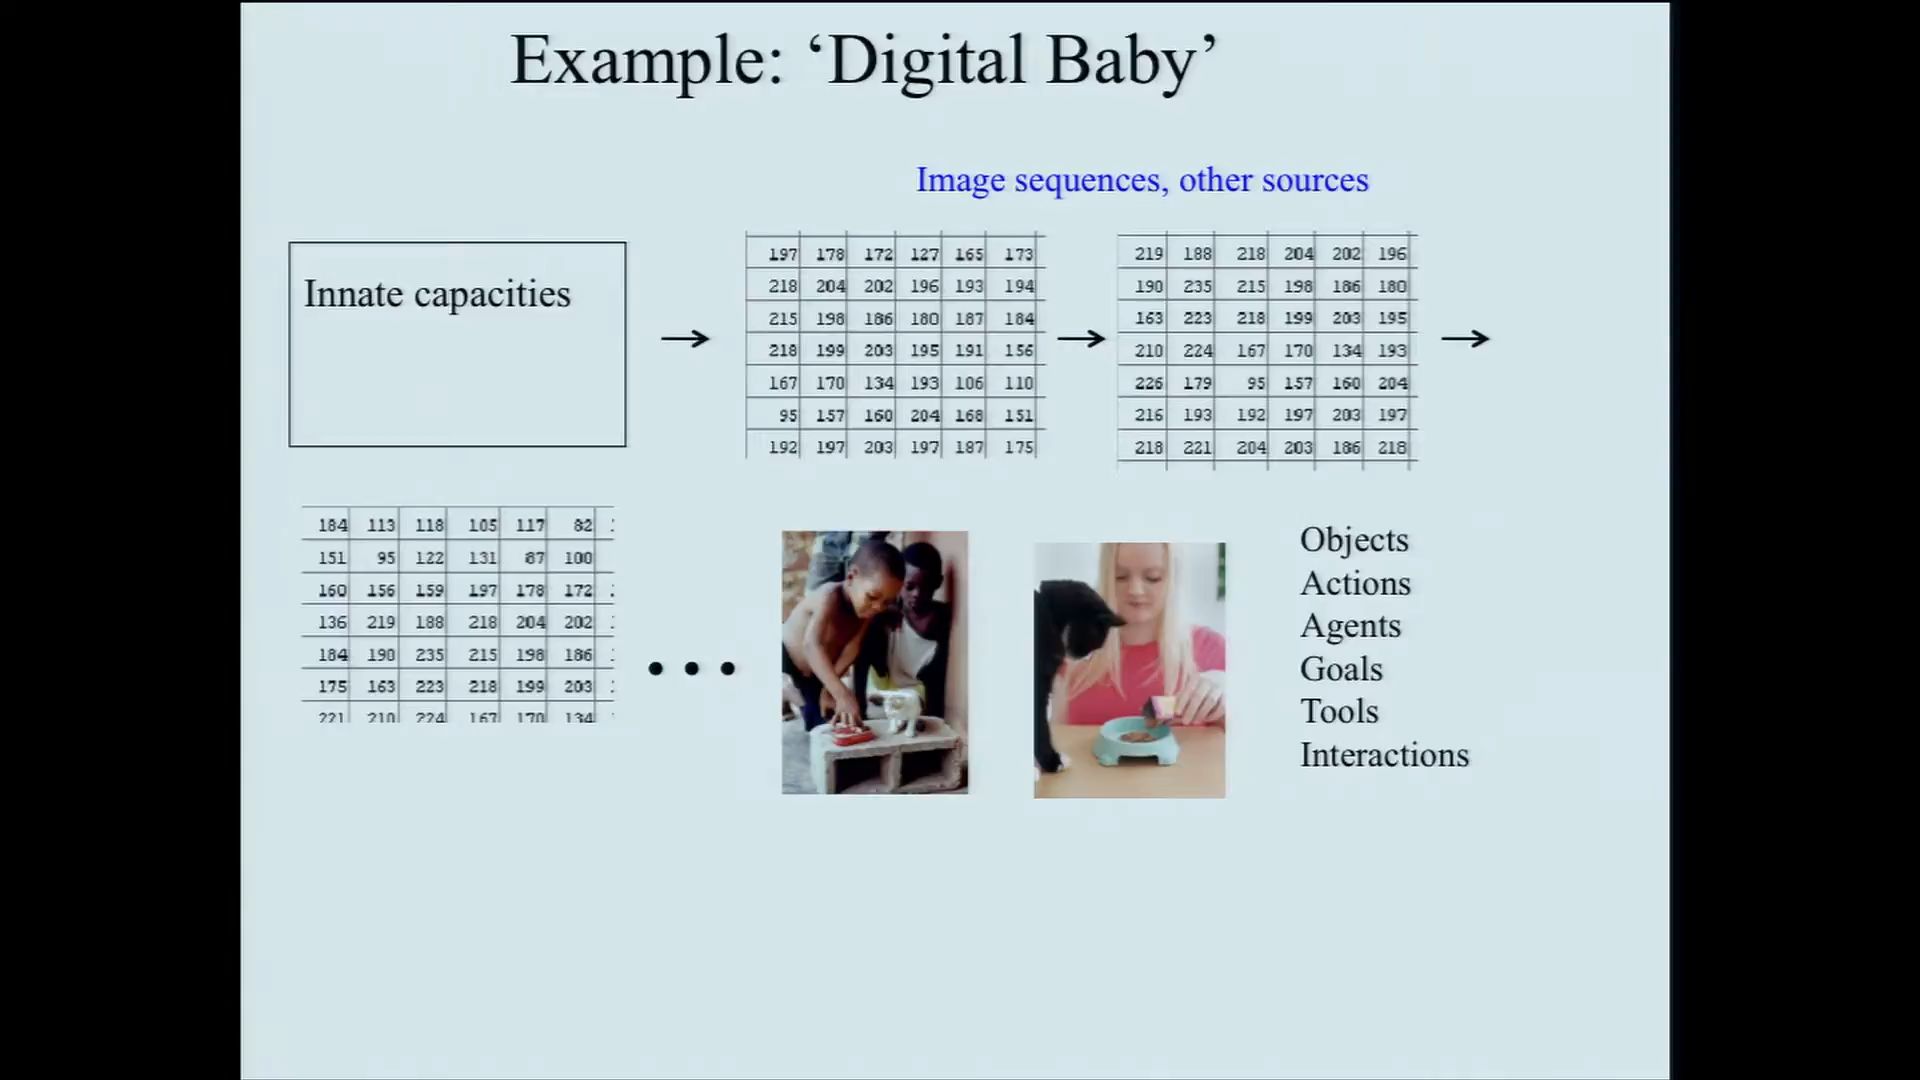 Example: ‘Digital Baby’
Image sequences, other sources
Innate capacities
197 178 172 127 165 173
218 204 202 196 193 194
215 198 186 180 187 184
218 199 203 195 191 156
167 170 134 193 106 110
95 157 160 204 168 151
192 197 203 197 187 175
219 188 218 204 202 196
190 235 215 198 186 180
163 223 218 199 203 195
210 224 167 170 134 193
226 179 95 157 160 204
216 193 192 197 203 197
218 221 204 203 186 218
184 113 118 105 117 82
151 95 122 131 87 100
160 156 159 197 178 172
136 219 188 218 204 202
184 190 235 215 198 186
175 163 223 218 199 203
221 210 224 167 170 134
Objects
Actions
Agents
Goals
Tools
Interactions